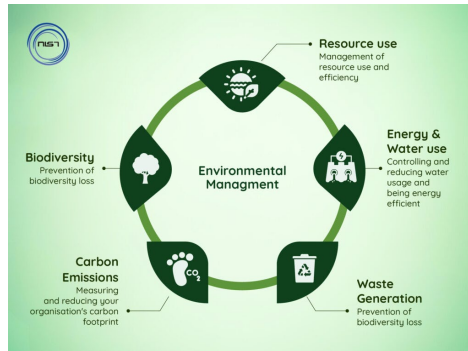 nist
Resource use
Management of
resource use and
efficiency
Energy &
Water use
Controlling and
reducing water
usage and
being energy
efficient
Waste
Generation
Prevention of
biodiversity loss
Carbon
Emissions
Measuring
and reducing your
organisation's carbon
footprint
CO2
Biodiversity
Prevention of
biodiversity loss
Environmental
Managment